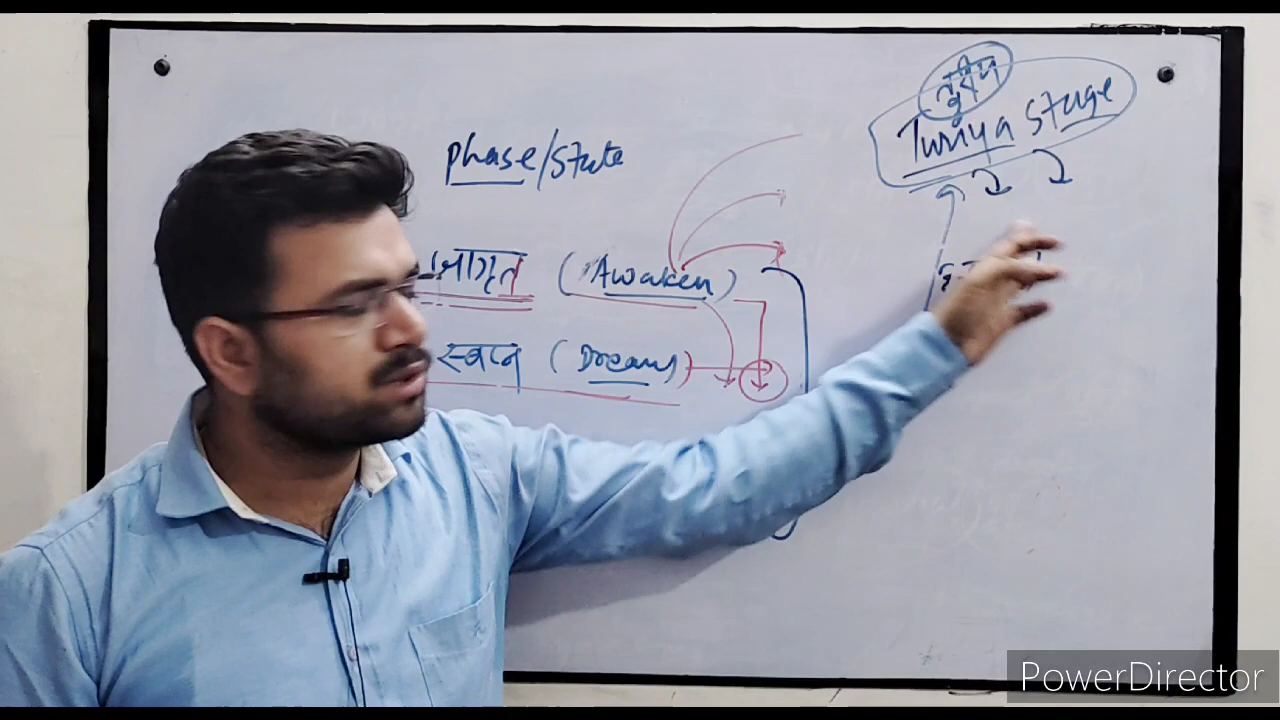 तुरीय
Turiya stage
phase/state
जागृत (Awaken)
स्वप्न (Dream)
PowerDirector